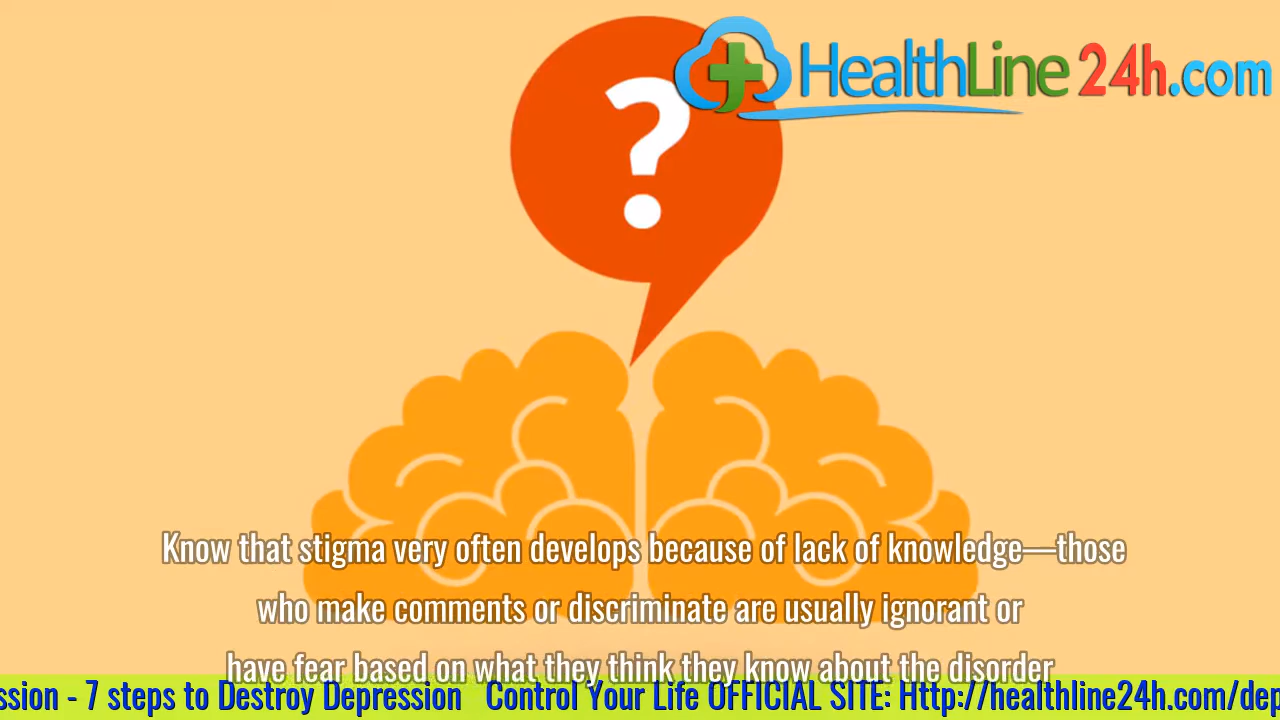 ?
HealthLine 24h.com
Know that stigma very often develops because of lack of knowledge—those
who make comments or discriminate are usually ignorant or
have fear based on what they think they know about the disorder
ssion - 7 steps to Destroy Depression Control Your Life OFFICIAL SITE: Http://healthline24h.com/dep